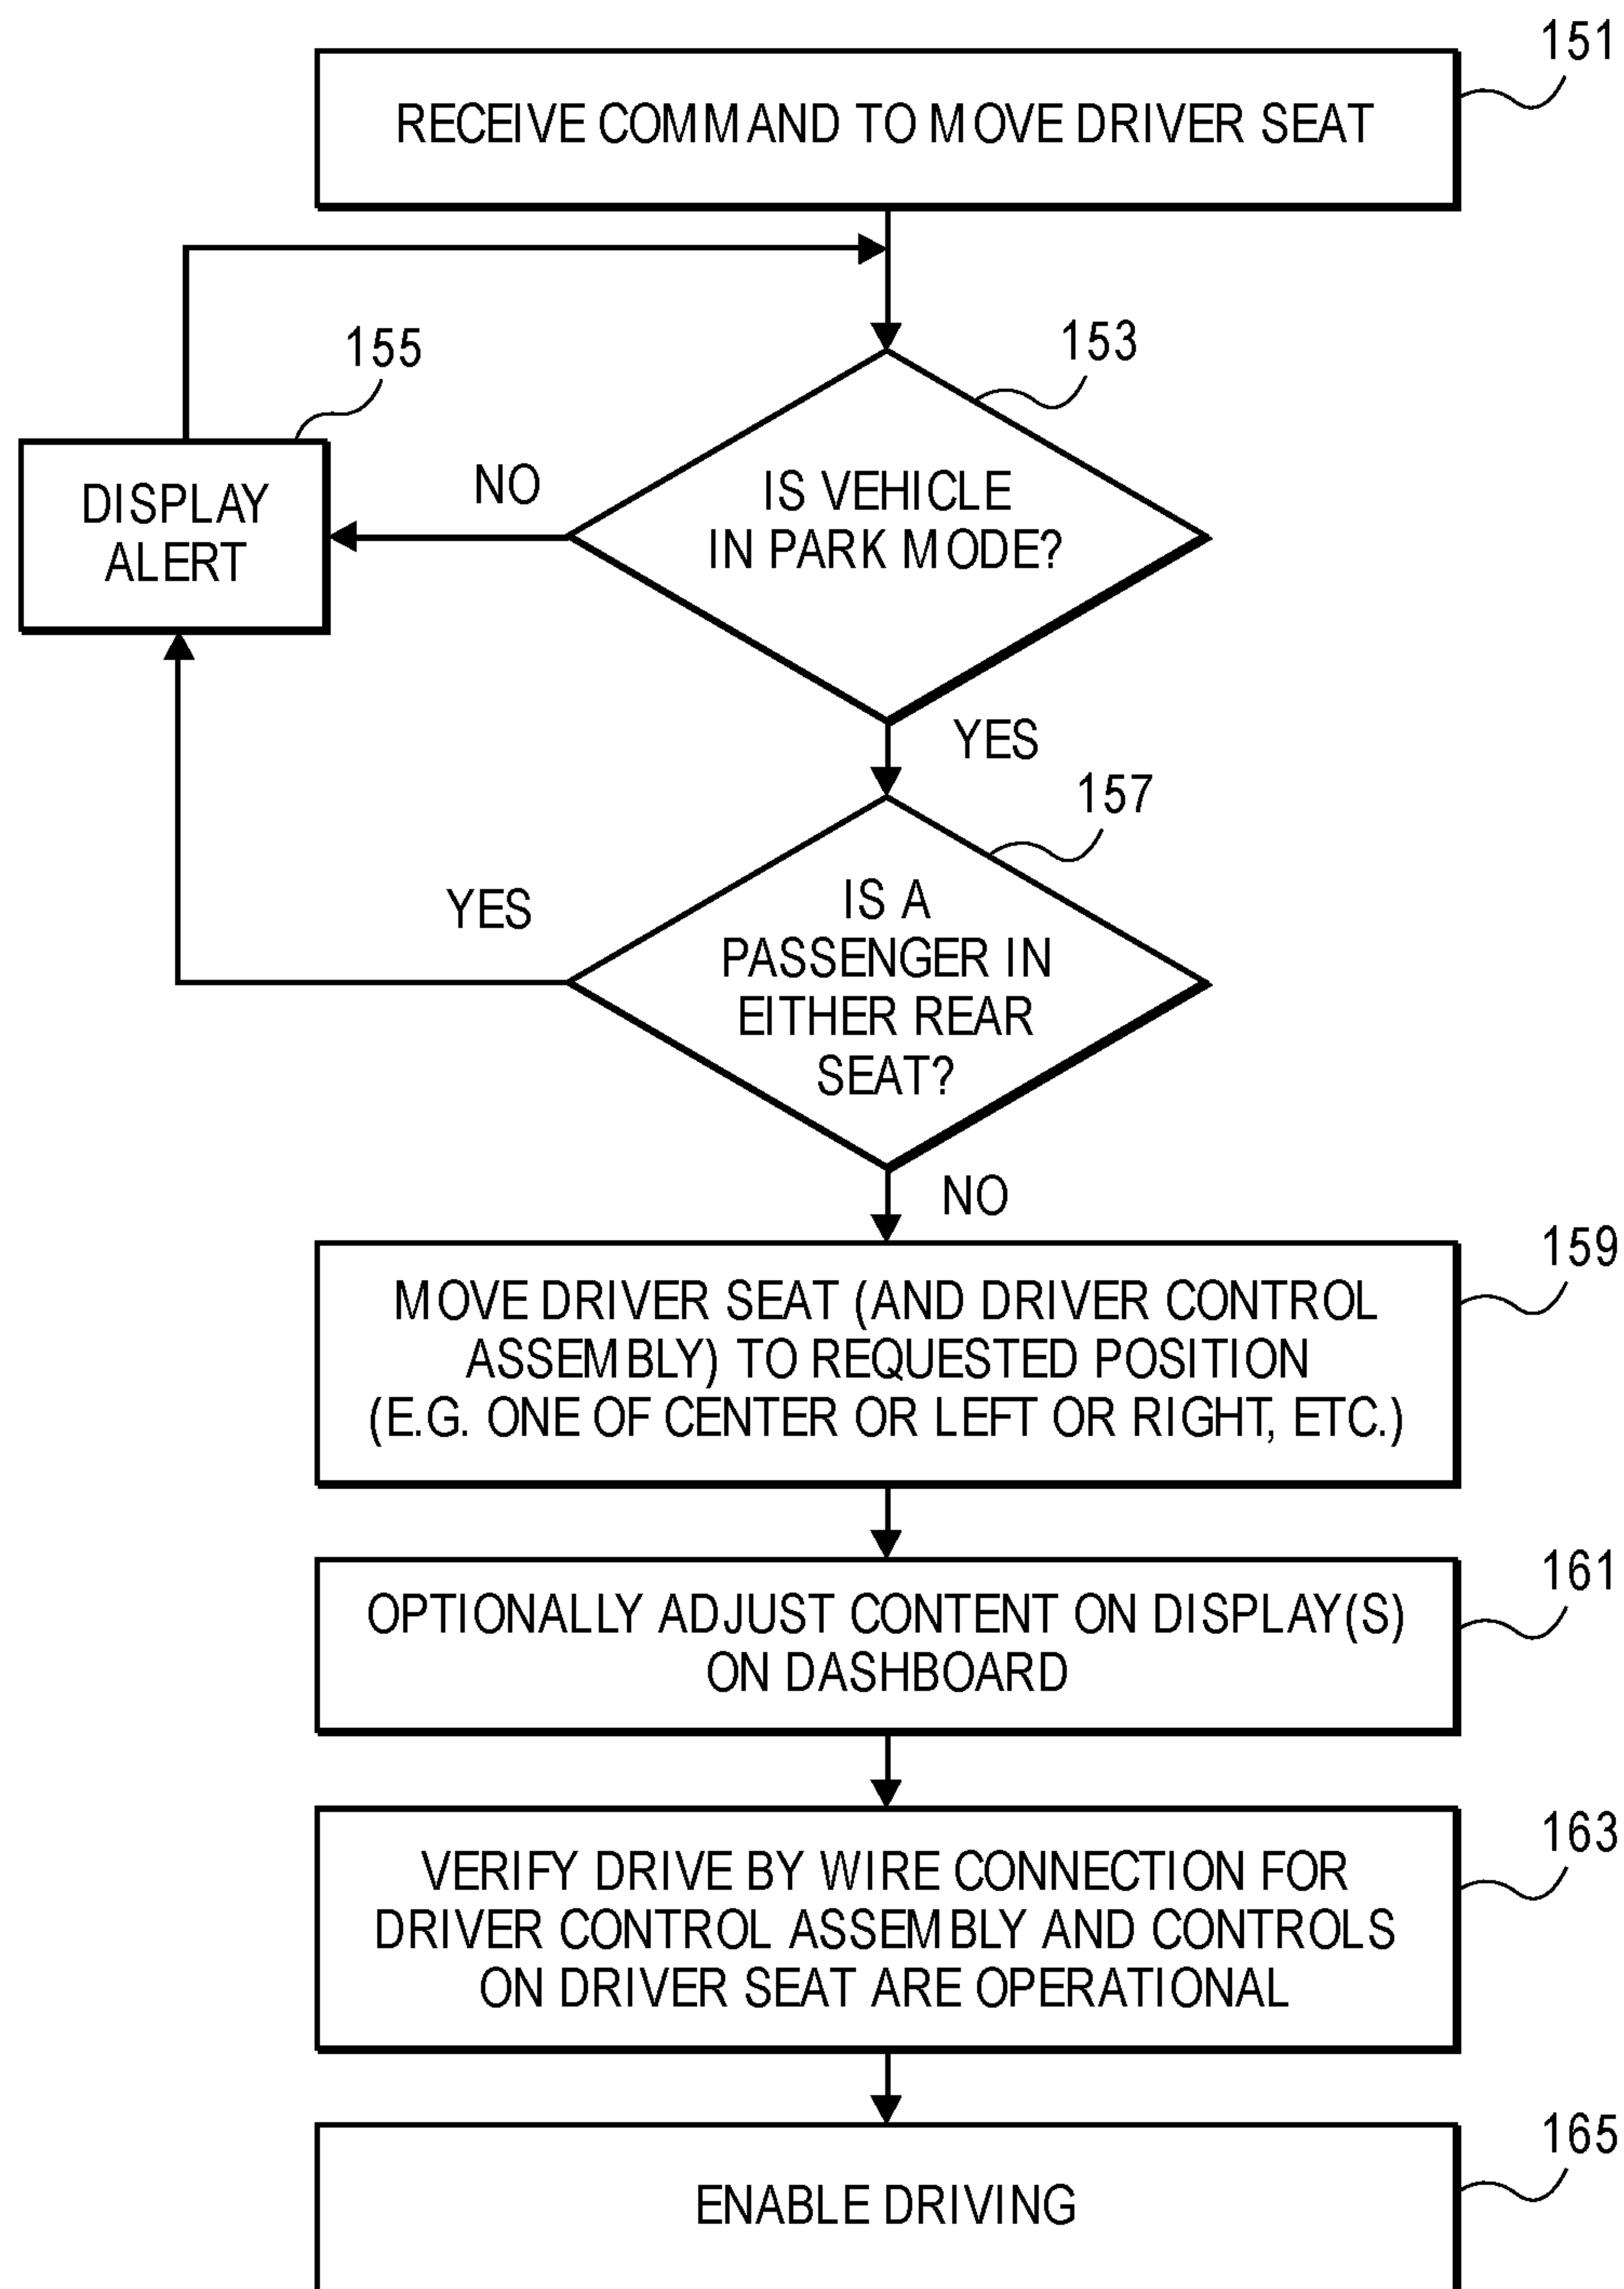 151
RECEIVE COMMAND TO MOVE DRIVER SEAT
155
153
DISPLAY
ALERT
NO
IS VEHICLE
IN PARK MODE?
YES
157
YES
IS A
PASSENGER IN
EITHER REAR
SEAT?
NO
159
MOVE DRIVER SEAT (AND DRIVER CONTROL
ASSEMBLY) TO REQUESTED POSITION
(E.G. ONE OF CENTER OR LEFT OR RIGHT, ETC.)
161
OPTIONALLY ADJUST CONTENT ON DISPLAY(S)
ON DASHBOARD
163
VERIFY DRIVE BY WIRE CONNECTION FOR
DRIVER CONTROL ASSEMBLY AND CONTROLS
ON DRIVER SEAT ARE OPERATIONAL
165
ENABLE DRIVING